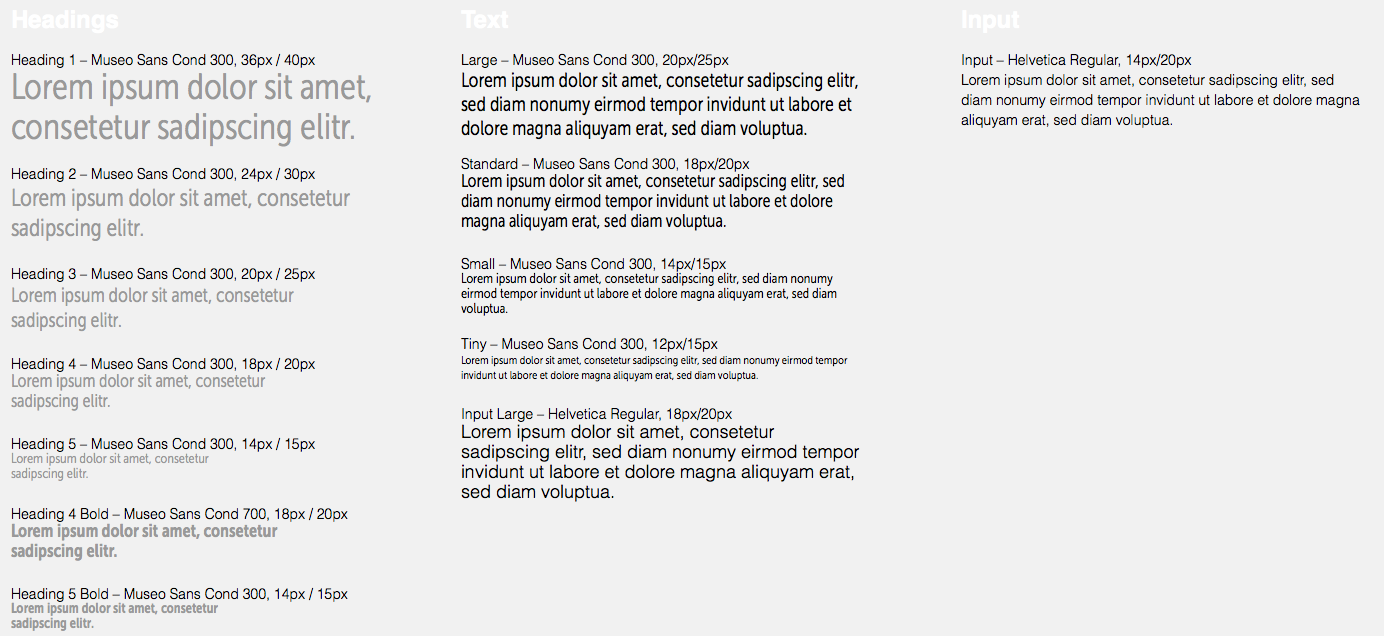 Headings
Heading 1 – Museo Sans Cond 300, 36px / 40px
Lorem ipsum dolor sit amet,
consetetur sadipscing elitr.
Heading 2 – Museo Sans Cond 300, 24px / 30px
Lorem ipsum dolor sit amet, consetetur
sadipscing elitr.
Heading 3 – Museo Sans Cond 300, 20px / 25px
Lorem ipsum dolor sit amet, consetetur
sadipscing elitr.
Heading 4 – Museo Sans Cond 300, 18px / 20px
Lorem ipsum dolor sit amet, consetetur
sadipscing elitr.
Heading 5 – Museo Sans Cond 300, 14px / 15px
Lorem ipsum dolor sit amet, consetetur
sadipscing elitr.
Heading 4 Bold – Museo Sans Cond 700, 18px / 20px
Lorem ipsum dolor sit amet, consetetur
sadipscing elitr.
Heading 5 Bold – Museo Sans Cond 300, 14px / 15px
Lorem ipsum dolor sit amet, consetetur
sadipscing elitr.
Text
Large – Museo Sans Cond 300, 20px/25px
Lorem ipsum dolor sit amet, consetetur sadipscing elitr,
sed diam nonumy eirmod tempor invidunt ut labore et
dolore magna aliquyam erat, sed diam voluptua.
Standard – Museo Sans Cond 300, 18px/20px
Lorem ipsum dolor sit amet, consetetur sadipscing elitr, sed
diam nonumy eirmod tempor invidunt ut labore et dolore
magna aliquyam erat, sed diam voluptua.
Small – Museo Sans Cond 300, 14px/15px
Lorem ipsum dolor sit amet, consetetur sadipscing elitr, sed diam nonumy
eirmod tempor invidunt ut labore et dolore magna aliquyam erat, sed diam
voluptua.
Tiny – Museo Sans Cond 300, 12px/15px
Lorem ipsum dolor sit amet, consetetur sadipscing elitr, sed diam nonumy eirmod tempor
invidunt ut labore et dolore magna aliquyam erat, sed diam voluptua.
Input Large – Helvetica Regular, 18px/20px
Lorem ipsum dolor sit amet, consetetur
sadipscing elitr, sed diam nonumy eirmod tempor
invidunt ut labore et dolore magna aliquyam erat,
sed diam voluptua.
Input
Input – Helvetica Regular, 14px/20px
Lorem ipsum dolor sit amet, consetetur sadipscing elitr, sed
diam nonumy eirmod tempor invidunt ut labore et dolore magna
aliquyam erat, sed diam voluptua.